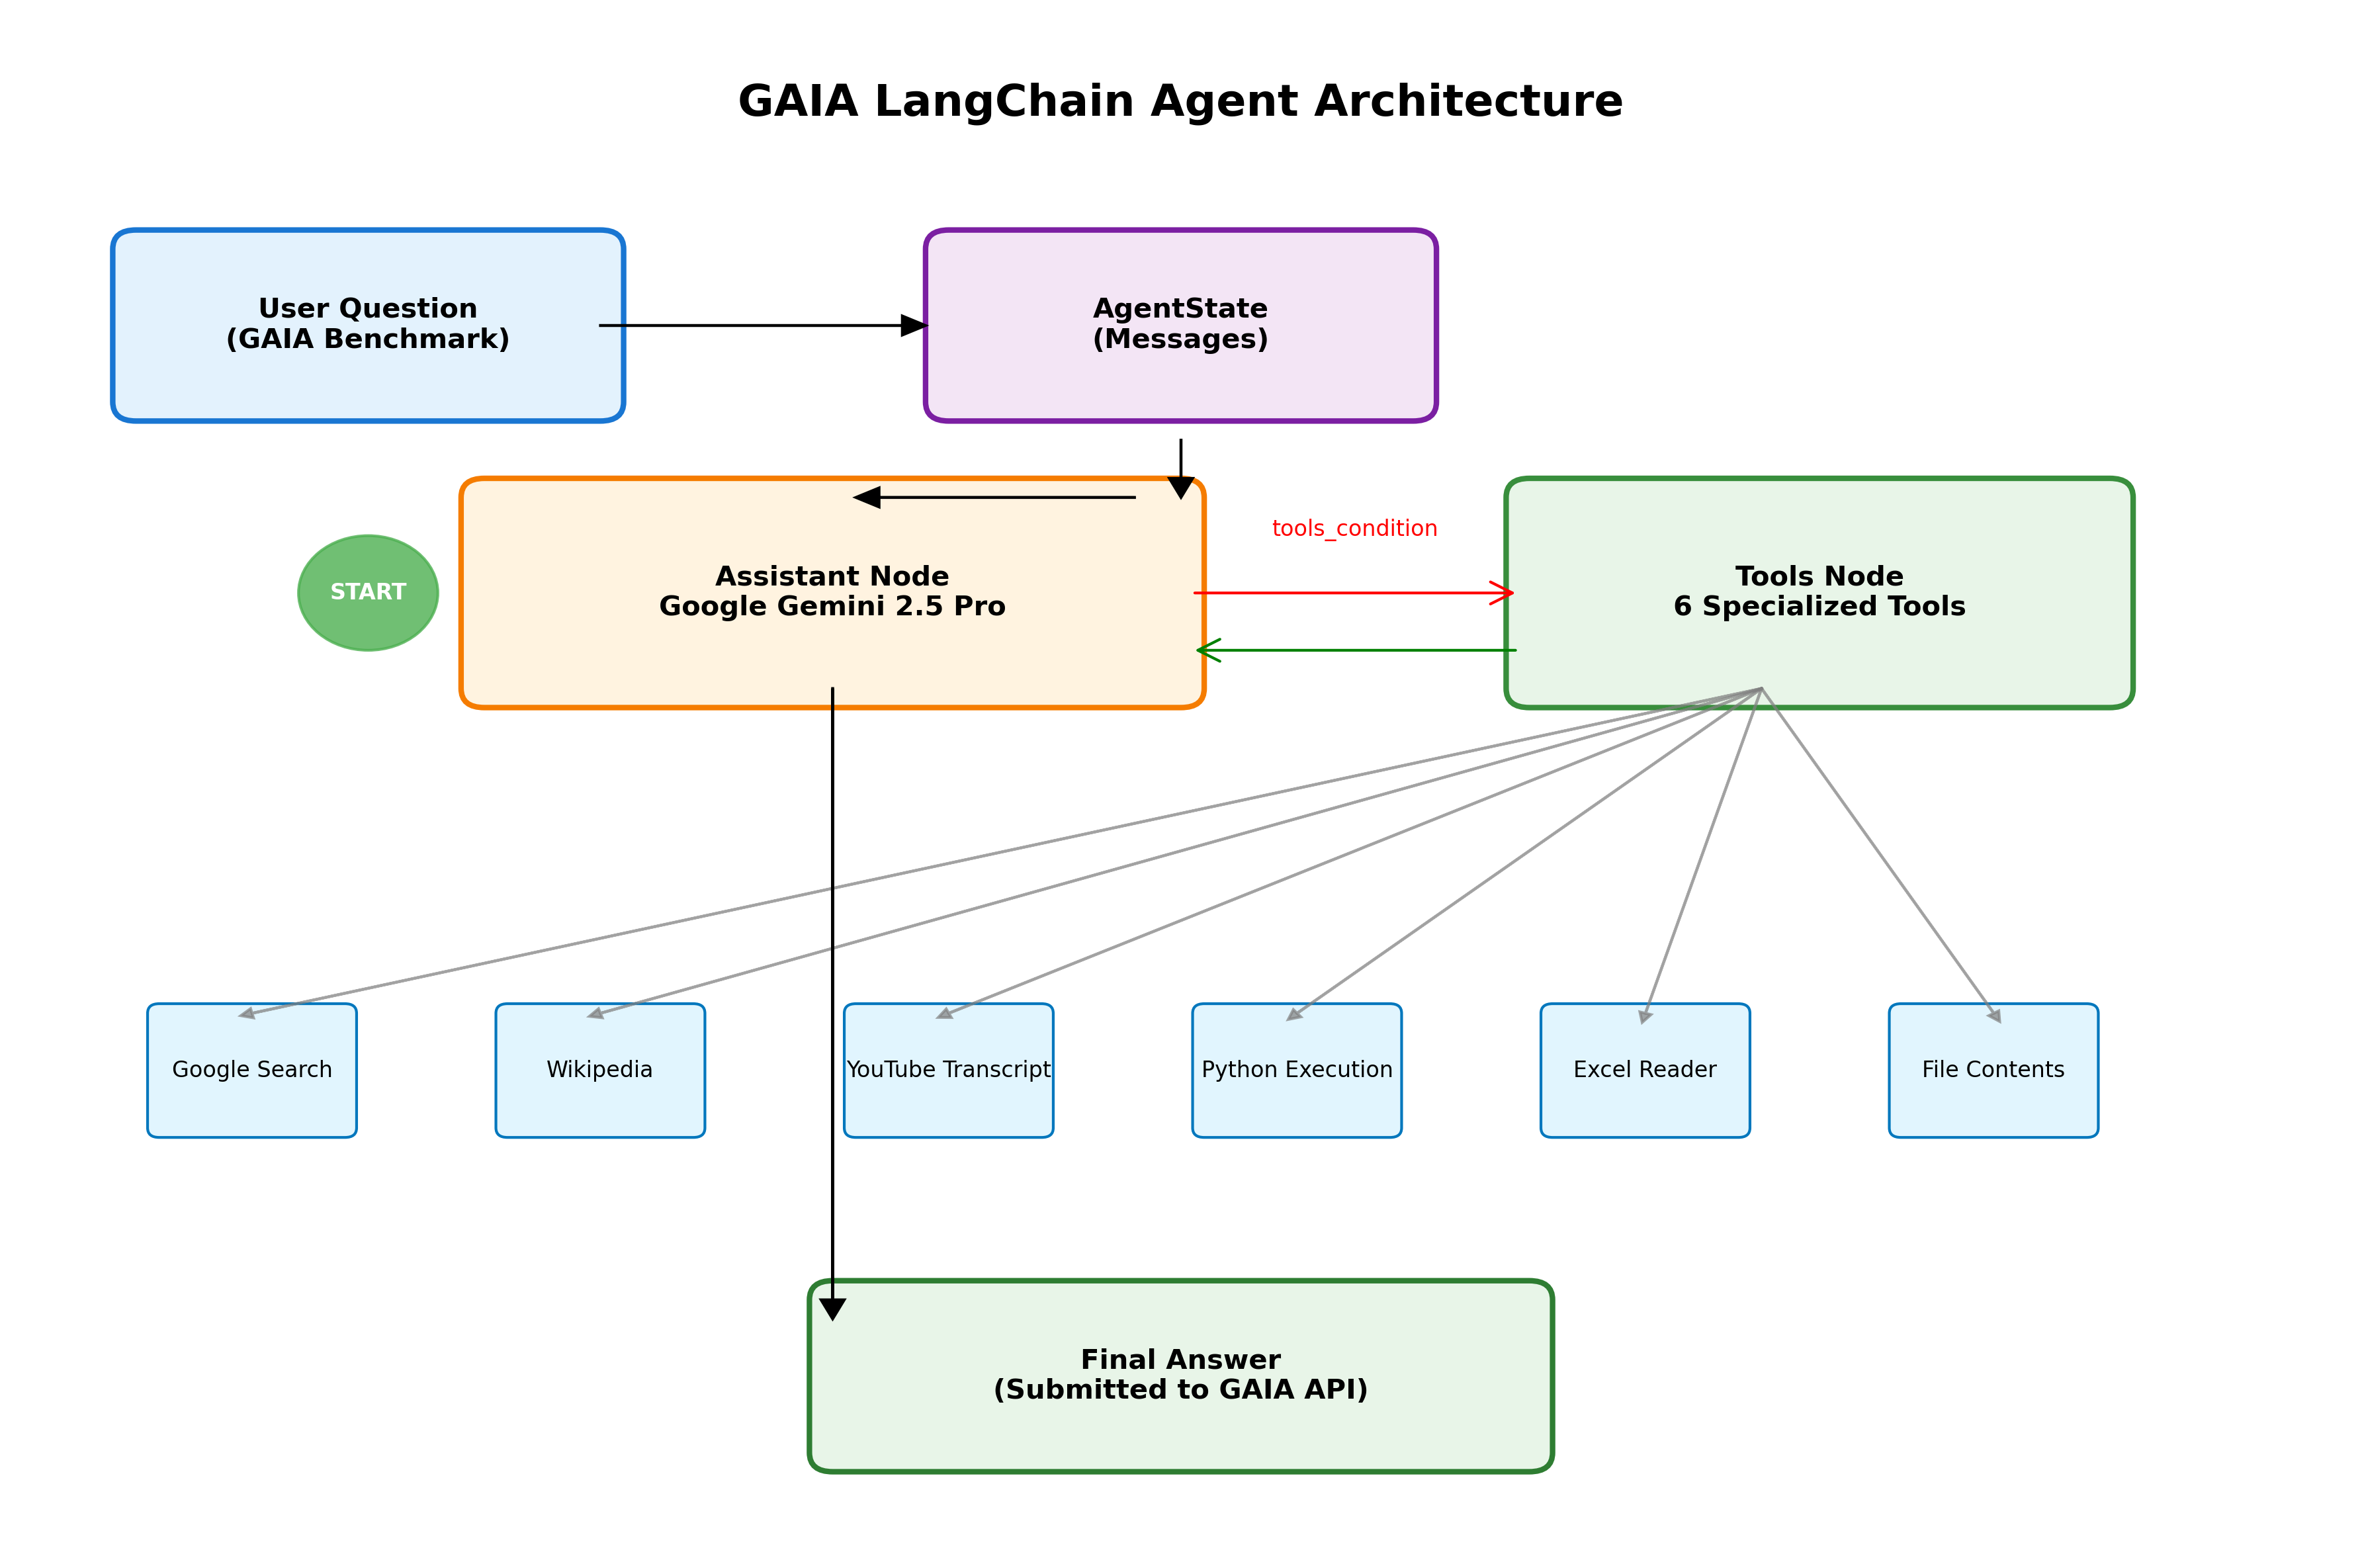 GAIA LangChain Agent Architecture
User Question
(GAIA Benchmark)
AgentState
(Messages)
tools_condition
START
Assistant Node
Google Gemini 2.5 Pro
Tools Node
6 Specialized Tools
Google Search
Wikipedia
YouTube Transcript
Python Execution
Excel Reader
File Contents
Final Answer
(Submitted to GAIA API)